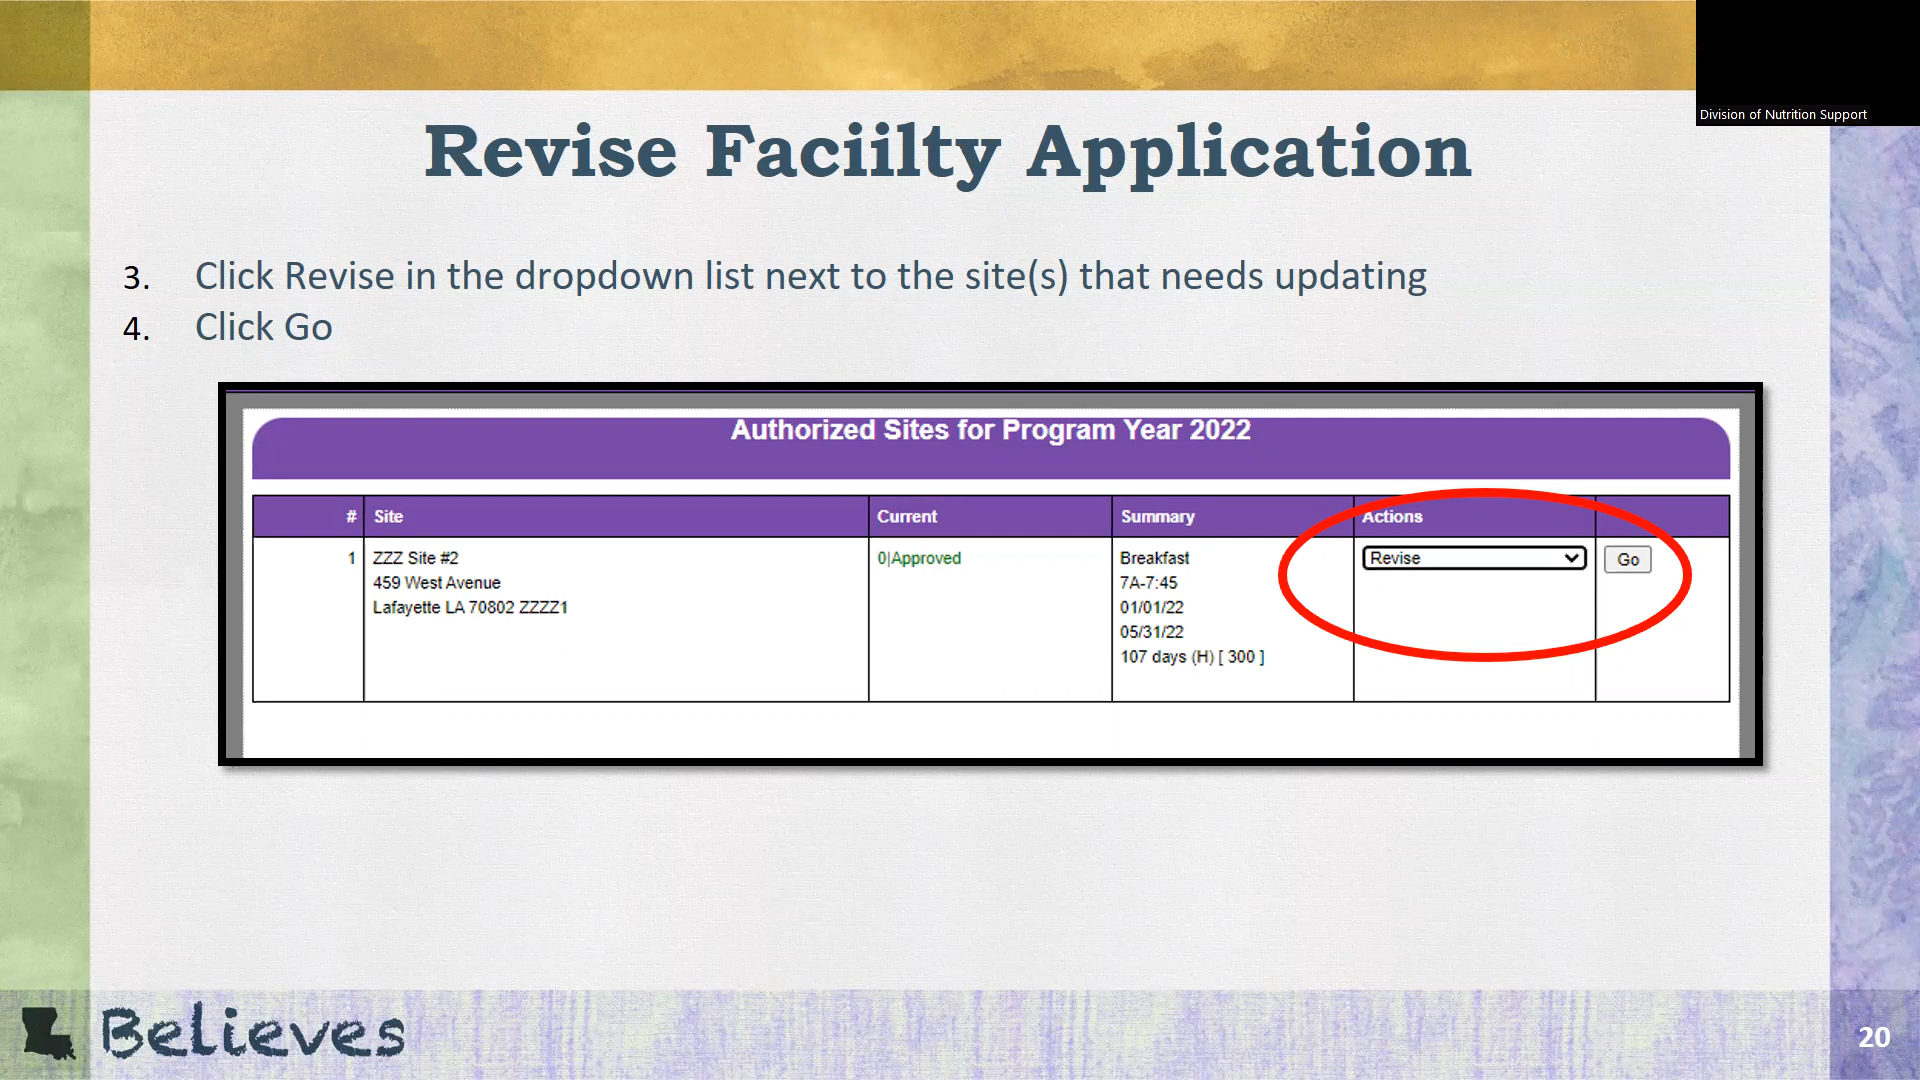 Division of Nutrition Support
Revise Faciilty Application
3. Click Revise in the dropdown list next to the site(s) that needs updating
4. Click Go
Authorized Sites for Program Year 2022
# Site Current Summary Actions
1 ZZZ Site #2 0|Approved Breakfast Revise Go
459 West Avenue 7A-7:45
Lafayette LA 70802 ZZZZ1 01/01/22
05/31/22
107 days (H) [ 300 ]
Believes
20